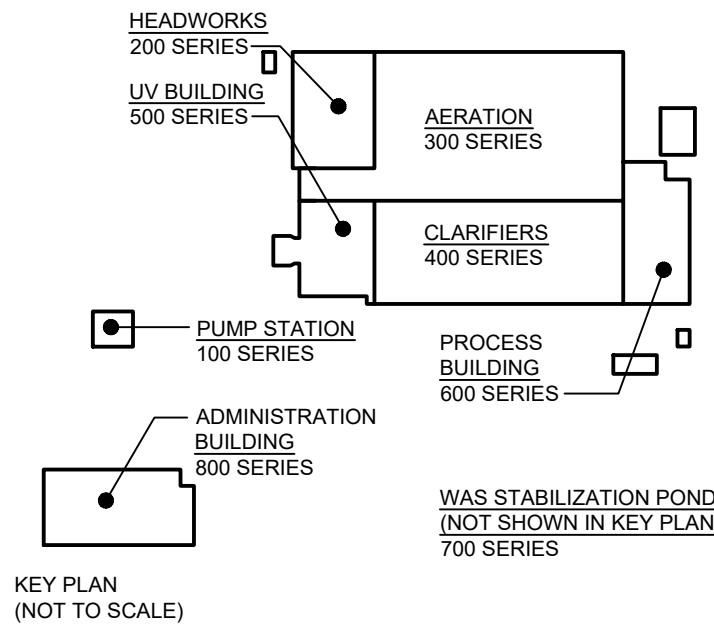 HEADWORKS
200 SERIES
UV BUILDING
500 SERIES
AERATION
300 SERIES
CLARIFIERS
400 SERIES
PUMP STATION
100 SERIES
PROCESS
BUILDING
600 SERIES
ADMINISTRATION
BUILDING
800 SERIES
WAS STABILIZATION POND
(NOT SHOWN IN KEY PLAN
700 SERIES
KEY PLAN
(NOT TO SCALE)